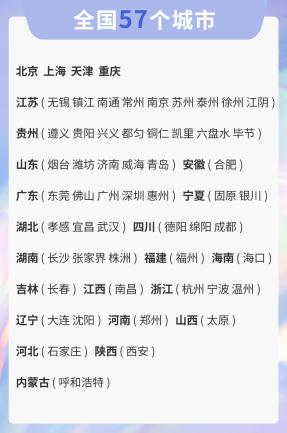 全国57个城市
北京 上海 天津 重庆
江苏（无锡 镇江 南通 常州 南京 苏州 泰州 徐州 江阴）
贵州（遵义 贵阳 兴义 都匀 铜仁 凯里 六盘水 毕节）
山东（烟台 潍坊 济南 威海 青岛） 安徽（合肥）
广东（东莞 佛山 广州 深圳 惠州） 宁夏（固原 银川）
湖北（孝感 宜昌 武汉） 四川（德阳 绵阳 成都）
湖南（长沙 张家界 株洲） 福建（福州） 海南（海口）
吉林（长春） 江西（南昌） 浙江（杭州 宁波 温州）
辽宁（大连 沈阳） 河南（郑州） 山西（太原）
河北（石家庄） 陕西（西安）
内蒙古（呼和浩特）